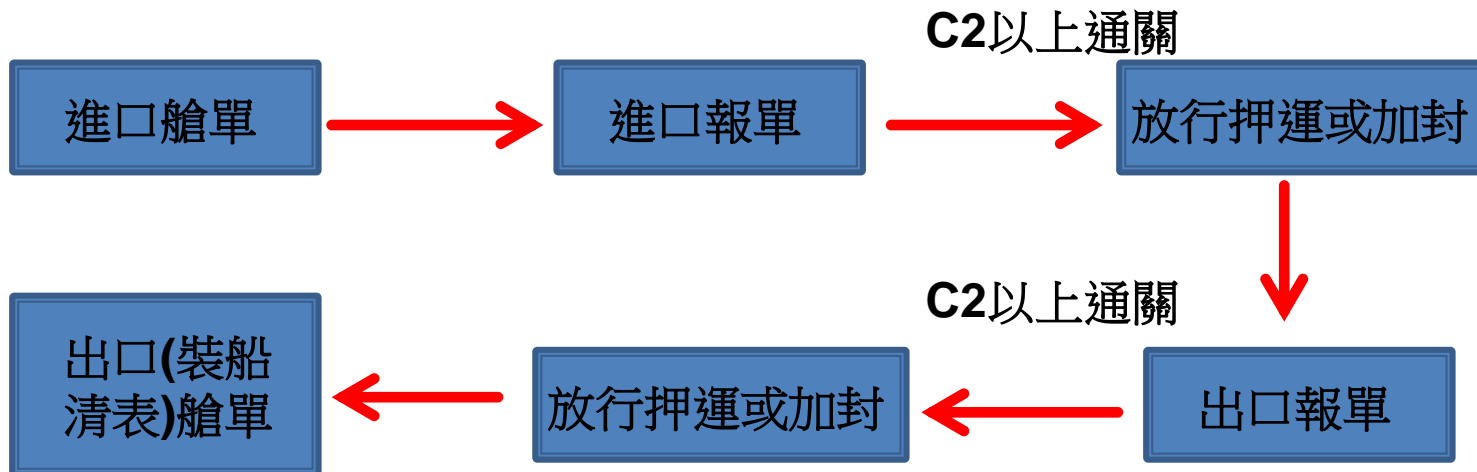 C2以上通關
進口艙單
進口報單
放行押運或加封
C2以上通關
出口(裝船
清表)艙單
放行押運或加封
出口報單